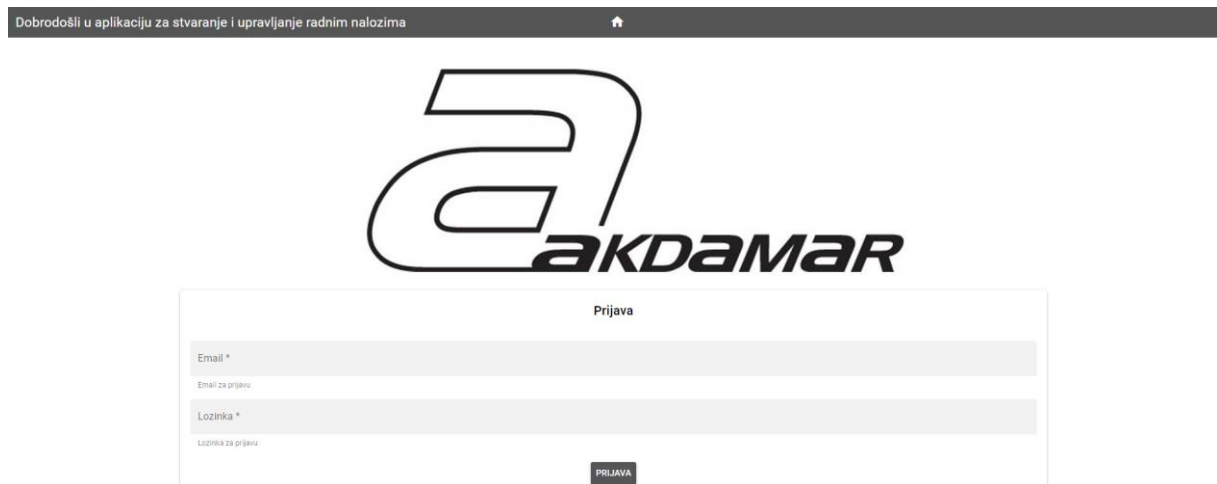 Dobrodošli u aplikaciju za stvaranje i upravljanje radnim nalozima
a
akdamar
Prijava
Email *
Email za prijavu
Lozinka *
Lozinka za prijavu
PRIJAVA